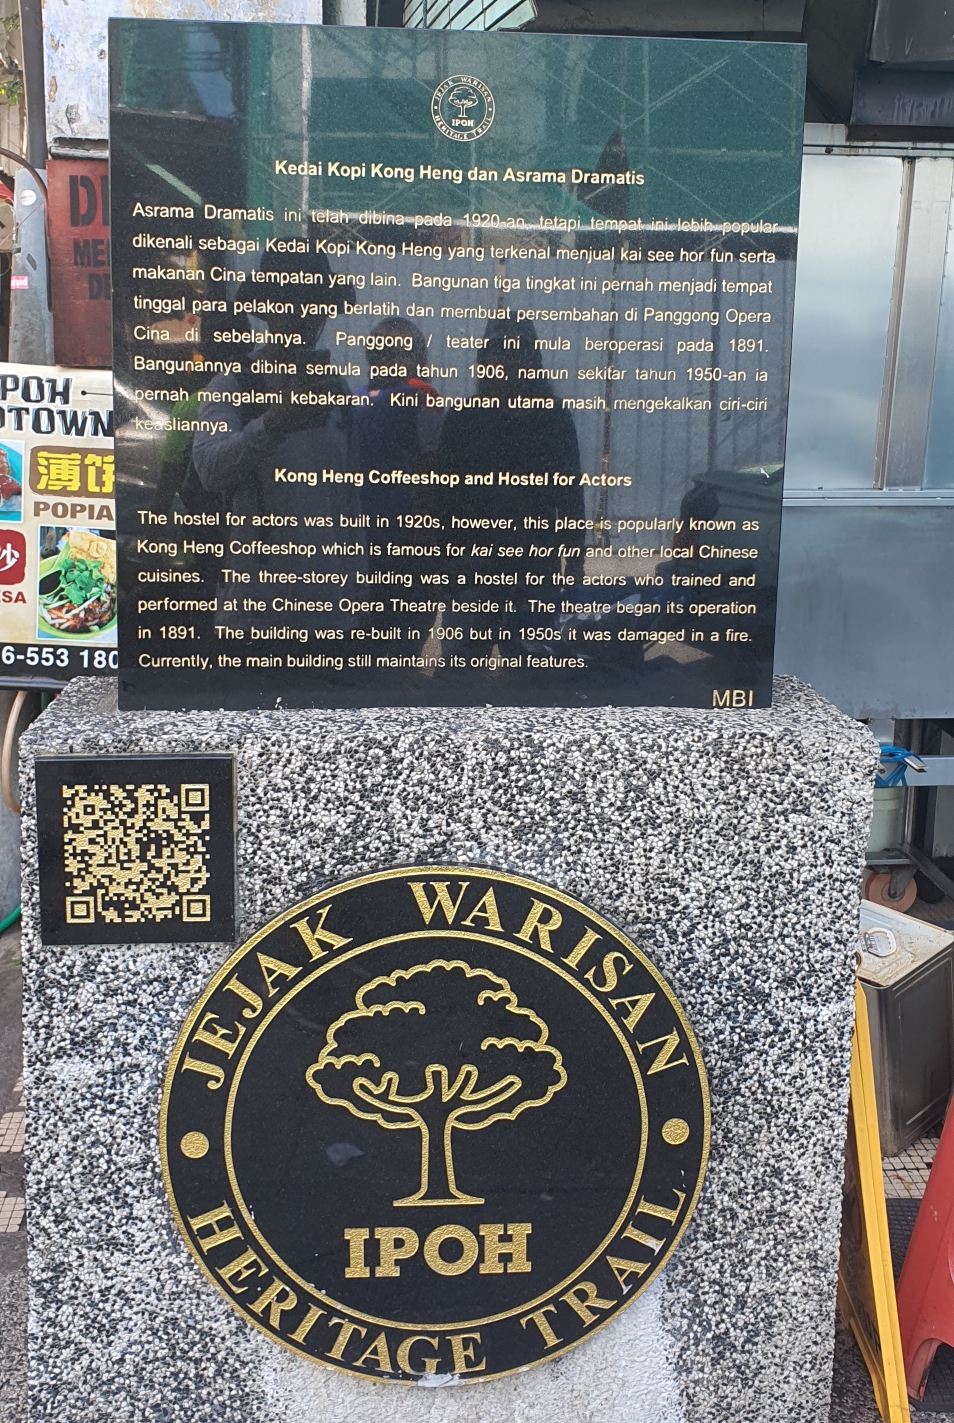 JEJAK WARISAN
IPOH
HERITAGE TRAIL
Kedai Kopi Kong Heng dan Asrama Dramatis
Asrama Dramatis ini telah dibina pada 1920-an, tetapi tempat ini lebih popular
dikenali sebagai Kedai Kopi Kong Heng yang terkenal menjual kai see hor fun serta
makanan Cina tempatan yang lain. Bangunan tiga tingkat ini pernah menjadi tempat
tinggal para pelakon yang berlatih dan membuat persembahan di Panggong Opera
Cina di sebelahnya. Panggong / teater ini mula beroperasi pada 1891.
Bangunannya dibina semula pada tahun 1906, namun sekitar tahun 1950-an ia
pernah mengalami kebakaran. Kini bangunan utama masih mengekalkan ciri-ciri
keasliannya.
Kong Heng Coffeeshop and Hostel for Actors
The hostel for actors was built in 1920s, however, this place is popularly known as
Kong Heng Coffeeshop which is famous for kai see hor fun and other local Chinese
cuisines. The three-storey building was a hostel for the actors who trained and
performed at the Chinese Opera Theatre beside it. The theatre began its operation
in 1891. The building was re-built in 1906 but in 1950s it was damaged in a fire.
Currently, the main building still maintains its original features.
MBI
POH
TOWN
薄饼
POPIA
炒
SA
6-553 180
JEJAK WARISAN
IPOH
HERITAGE TRAIL